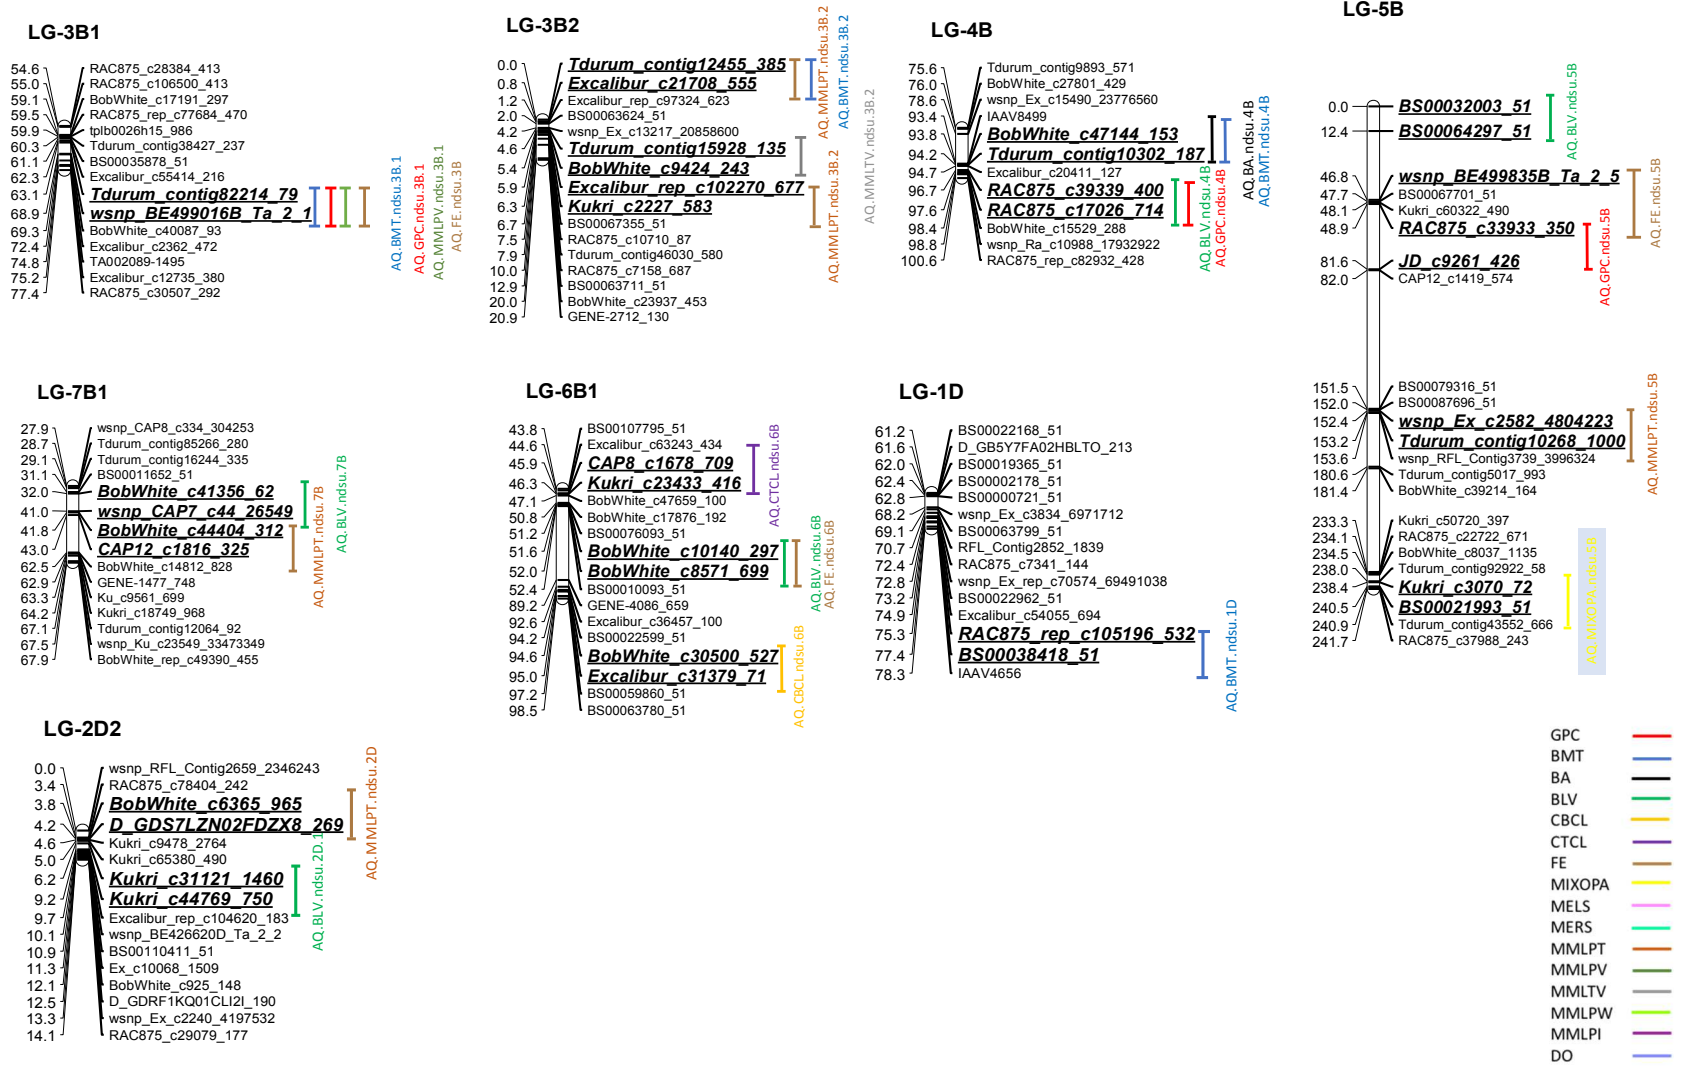 LG-3B1
54.6 RAC875_c28384_413
55.0 RAC875_c106500_413
59.1 BobWhite_c17191_297
59.5 RAC875_rep_c77684_470
59.9 tplb0026h15_986
60.3 Tdurum_contig38427_237
61.1 BS00035878_51
62.3 Excalibur_c55414_216
63.1 Tdurum_contig82214_79
68.9 wsnp_BE499016B_Ta_2_1
69.3 BobWhite_c40087_93
72.4 Excalibur_c2362_472
74.8 TA002089-1495
75.2 Excalibur_c12735_380
77.4 RAC875_c30507_292
AQ.BMT.ndsu.3B.1
AQ.GPC.ndsu.3B.1
AQ.MMLPV.ndsu.3B.1
AQ.FE.ndsu.3B
LG-3B2
0.0 Tdurum_contig12455_385
0.8 Excalibur_c21708_555
1.2 Excalibur_rep_c97324_623
2.0 BS00063624_51
4.2 wsnp_Ex_c13217_20858600
4.6 Tdurum_contig15928_135
5.4 BobWhite_c9424_243
5.9 Excalibur_rep_c102270_677
6.3 Kukri_c2227_583
6.7 BS00067355_51
7.5 RAC875_c10710_87
7.9 Tdurum_contig46030_580
10.0 RAC875_c7158_687
12.9 BS00063711_51
20.0 BobWhite_c23937_453
20.9 GENE-2712_130
AQ.MMLPT.ndsu.3B.2
AQ.BMT.ndsu.3B.2
AQ.MMLTV.ndsu.3B.2
AQ.MMLPT.ndsu.3B.2
LG-4B
75.6 Tdurum_contig9893_571
76.0 BobWhite_c27801_429
78.6 wsnp_Ex_c15490_23776560
93.4 IAAV8499
93.8 BobWhite_c47144_153
94.2 Tdurum_contig10302_187
94.7 Excalibur_c20411_127
96.7 RAC875_c39339_400
97.6 RAC875_c17026_714
98.4 BobWhite_c15529_288
98.8 wsnp_Ra_c10988_17932922
100.6 RAC875_rep_c82932_428
AQ.BLV.ndsu.4B
AQ.GPC.ndsu.4B
AQ.BA.ndsu.4B
AQ.BMT.ndsu.4B
LG-5B
0.0 BS00032003_51
12.4 BS00064297_51
46.8 wsnp_BE499835B_Ta_2_5
47.7 BS00067701_51
48.1 Kukri_c60322_490
48.9 RAC875_c33933_350
81.6 JD_c9261_426
82.0 CAP12_c1419_574
151.5 BS00079316_51
152.0 BS00087696_51
152.4 wsnp_Ex_c2582_4804223
153.2 Tdurum_contig10268_1000
153.6 wsnp_RFL_Contig3739_3996324
180.6 Tdurum_contig5017_993
181.4 BobWhite_c39214_164
233.3 Kukri_c50720_397
234.1 RAC875_c22722_671
234.5 BobWhite_c8037_1135
238.0 Tdurum_contig92922_58
238.4 Kukri_c3070_72
240.5 BS00021993_51
240.9 Tdurum_contig43552_666
241.7 RAC875_c37988_243
AQ.BLV.ndsu.5B
AQ.FE.ndsu.5B
AQ.GPC.ndsu.5B
AQ.MMLPT.ndsu.5B
AQ.MIXOPA.ndsu.5B
LG-7B1
27.9 wsnp_CAP8_c334_304253
28.7 Tdurum_contig85266_280
29.1 Tdurum_contig16244_335
31.1 BS00011652_51
32.0 BobWhite_c41356_62
41.0 wsnp_CAP7_c44_26549
41.8 BobWhite_c44404_312
43.0 CAP12_c1816_325
62.5 BobWhite_c14812_828
62.9 GENE-1477_748
63.3 Ku_c9561_699
64.2 Kukri_c18749_968
67.1 Tdurum_contig12064_92
67.5 wsnp_Ku_c23549_33473349
67.9 BobWhite_rep_c49390_455
AQ.MMLPT.ndsu.7B
AQ.BLV.ndsu.7B
LG-6B1
43.8 BS00107795_51
44.6 Excalibur_c63243_434
45.9 CAP8_c1678_709
46.3 Kukri_c23433_416
47.1 BobWhite_c47659_100
50.8 BobWhite_c17876_192
51.2 BS00076093_51
51.6 BobWhite_c10140_297
52.0 BobWhite_c8571_699
52.4 BS00010093_51
89.2 GENE-4086_659
92.6 Excalibur_c36457_100
94.2 BS00022599_51
94.6 BobWhite_c30500_527
95.0 Excalibur_c31379_71
97.2 BS00059860_51
98.5 BS00063780_51
AQ.CTCL.ndsu.6B
AQ.BLV.ndsu.6B
AQ.FE.ndsu.6B
AQ.CBCL.ndsu.6B
LG-1D
61.2 BS00022168_51
61.6 D_GB5Y7FA02HBLTO_213
62.0 BS00019365_51
62.4 BS00002178_51
62.8 BS00000721_51
68.2 wsnp_Ex_c3834_6971712
69.1 BS00063799_51
70.7 RFL_Contig2852_1839
72.4 RAC875_c7341_144
72.8 wsnp_Ex_rep_c70574_69491038
73.2 BS00022962_51
74.9 Excalibur_c54055_694
75.3 RAC875_rep_c105196_532
77.4 BS00038418_51
78.3 IAAV4656
AQ.BMT.ndsu.1D
LG-2D2
0.0 wsnp_RFL_Contig2659_2346243
3.4 RAC875_c78404_242
3.8 BobWhite_c6365_965
4.2 D_GDS7LZN02FDZX8_269
4.6 Kukri_c9478_2764
5.0 Kukri_c65380_490
6.2 Kukri_c31121_1460
9.2 Kukri_c44769_750
9.7 Excalibur_rep_c104620_183
10.1 wsnp_BE426620D_Ta_2_2
10.9 BS00110411_51
11.3 Ex_c10068_1509
12.1 BobWhite_c925_148
12.5 D_GDRF1KQ01CLI2I_190
13.3 wsnp_Ex_c2240_4197532
14.1 RAC875_c29079_177
AQ.BLV.ndsu.2D.1
AQ.MMLPT.ndsu.2D
GPC
BMT
BA
BLV
CBCL
CTCL
FE
MIXOPA
MELS
MERS
MMLPT
MMLPV
MMLTV
MMLPW
MMLPI
DO